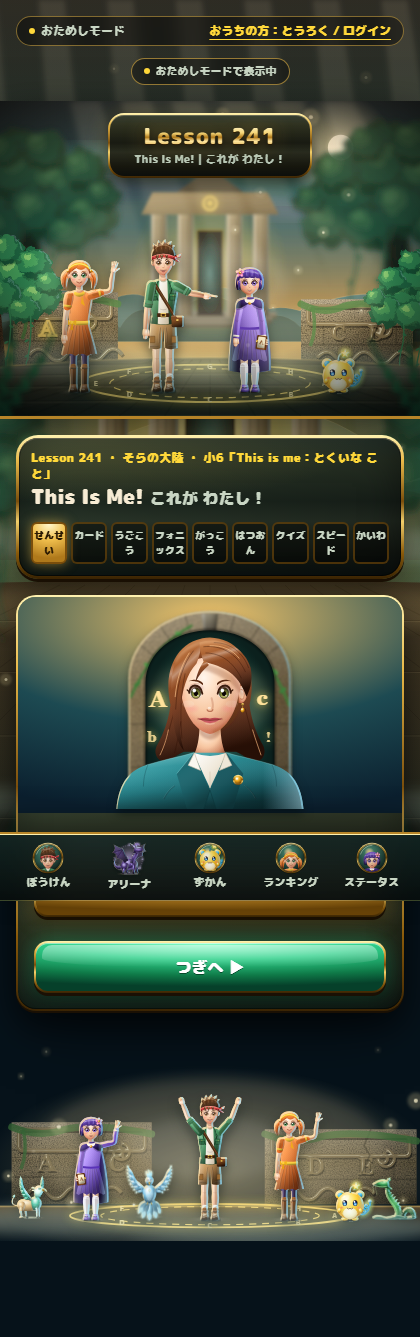 おためしモード
おうちの方：とうろく / ログイン
おためしモードで表示中
Lesson 241
This Is Me! | これが わたし！
A
Lesson 241 ・ そらの大陸 ・ 小6「This is me：とくいな こ
と」
This Is Me! これが わたし！
せんせ
い
カード
うごこ
う
フォニ
ックス
がっこ
う
はつお
ん
クイズ
スピー
ド
かいわ
A
c
b
!
ぼうけん
アリーナ
ずかん
ランキング
ステータス
つぎへ ▶
A
D
E